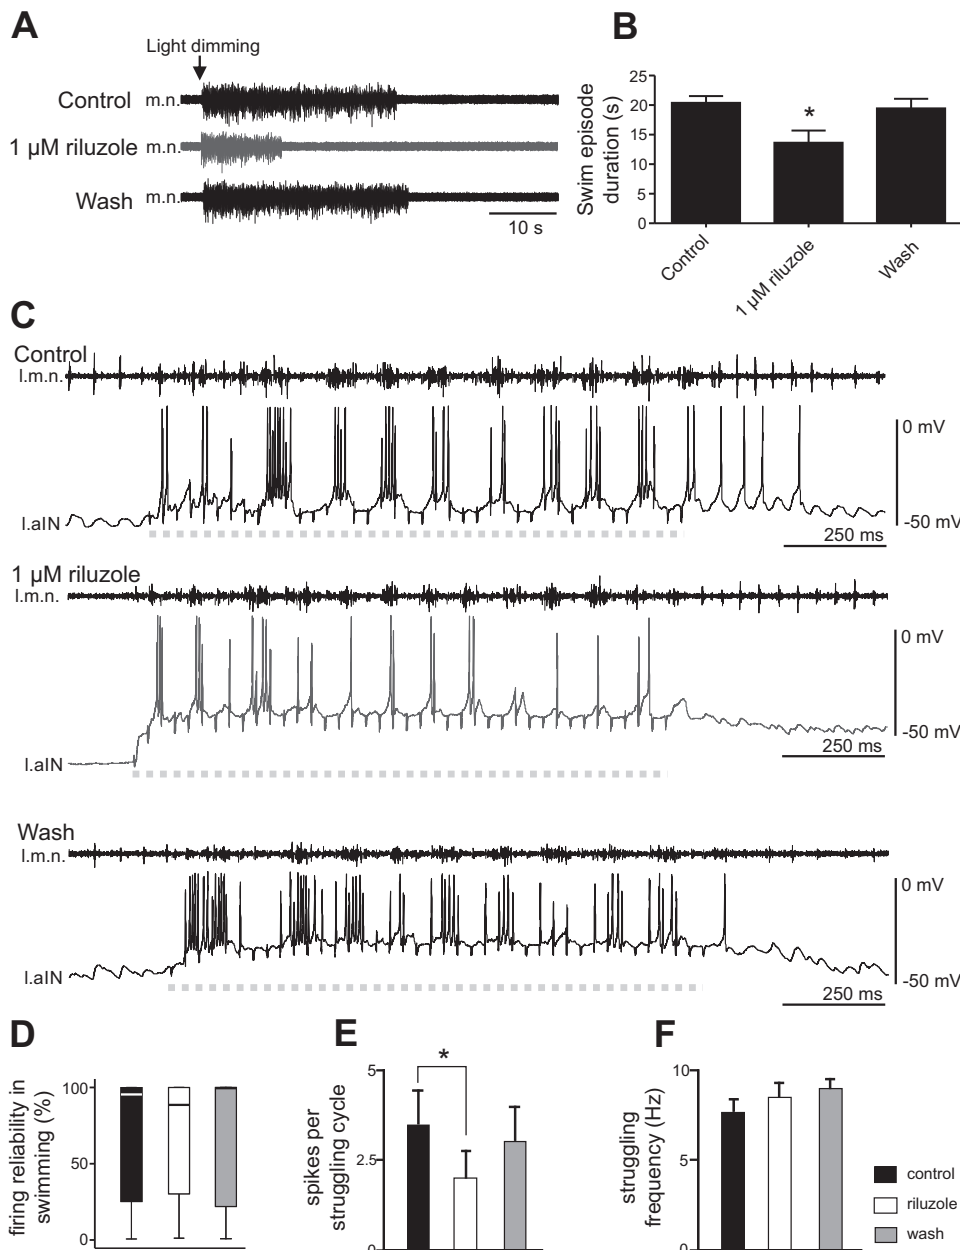 A
Light dimming
Control m.n.
1 µM riluzole m.n.
Wash m.n.
10 s
B
Swim episode
duration (s)
25
20
15
10
5
0
*
Control
1 µM riluzole
Wash
C
Control
l.m.n.
0 mV
l.aIN
-50 mV
250 ms
1 µM riluzole
l.m.n.
0 mV
-50 mV
250 ms
l.aIN
Wash
l.m.n.
0 mV
l.aIN
-50 mV
250 ms
D
firing reliability in
swimming (%)
100
50
0
E
spikes per
struggling cycle
5
2.5
0
*
F
struggling
frequency (Hz)
10
5
0
control
riluzole
wash